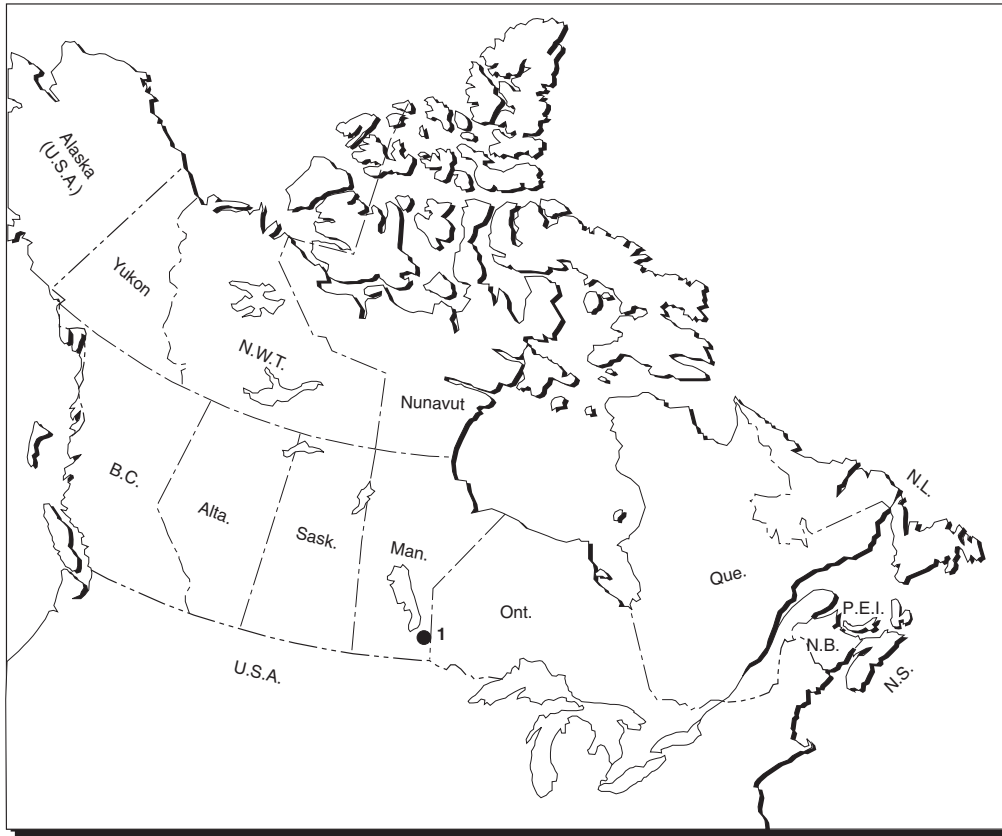 Alaska
(U.S.A.)
Yukon
N.W.T.
Nunavut
B.C.
Alta.
Sask.
Man.
Ont.
Que.
N.L.
P.E.I.
N.B.
N.S.
1
U.S.A.